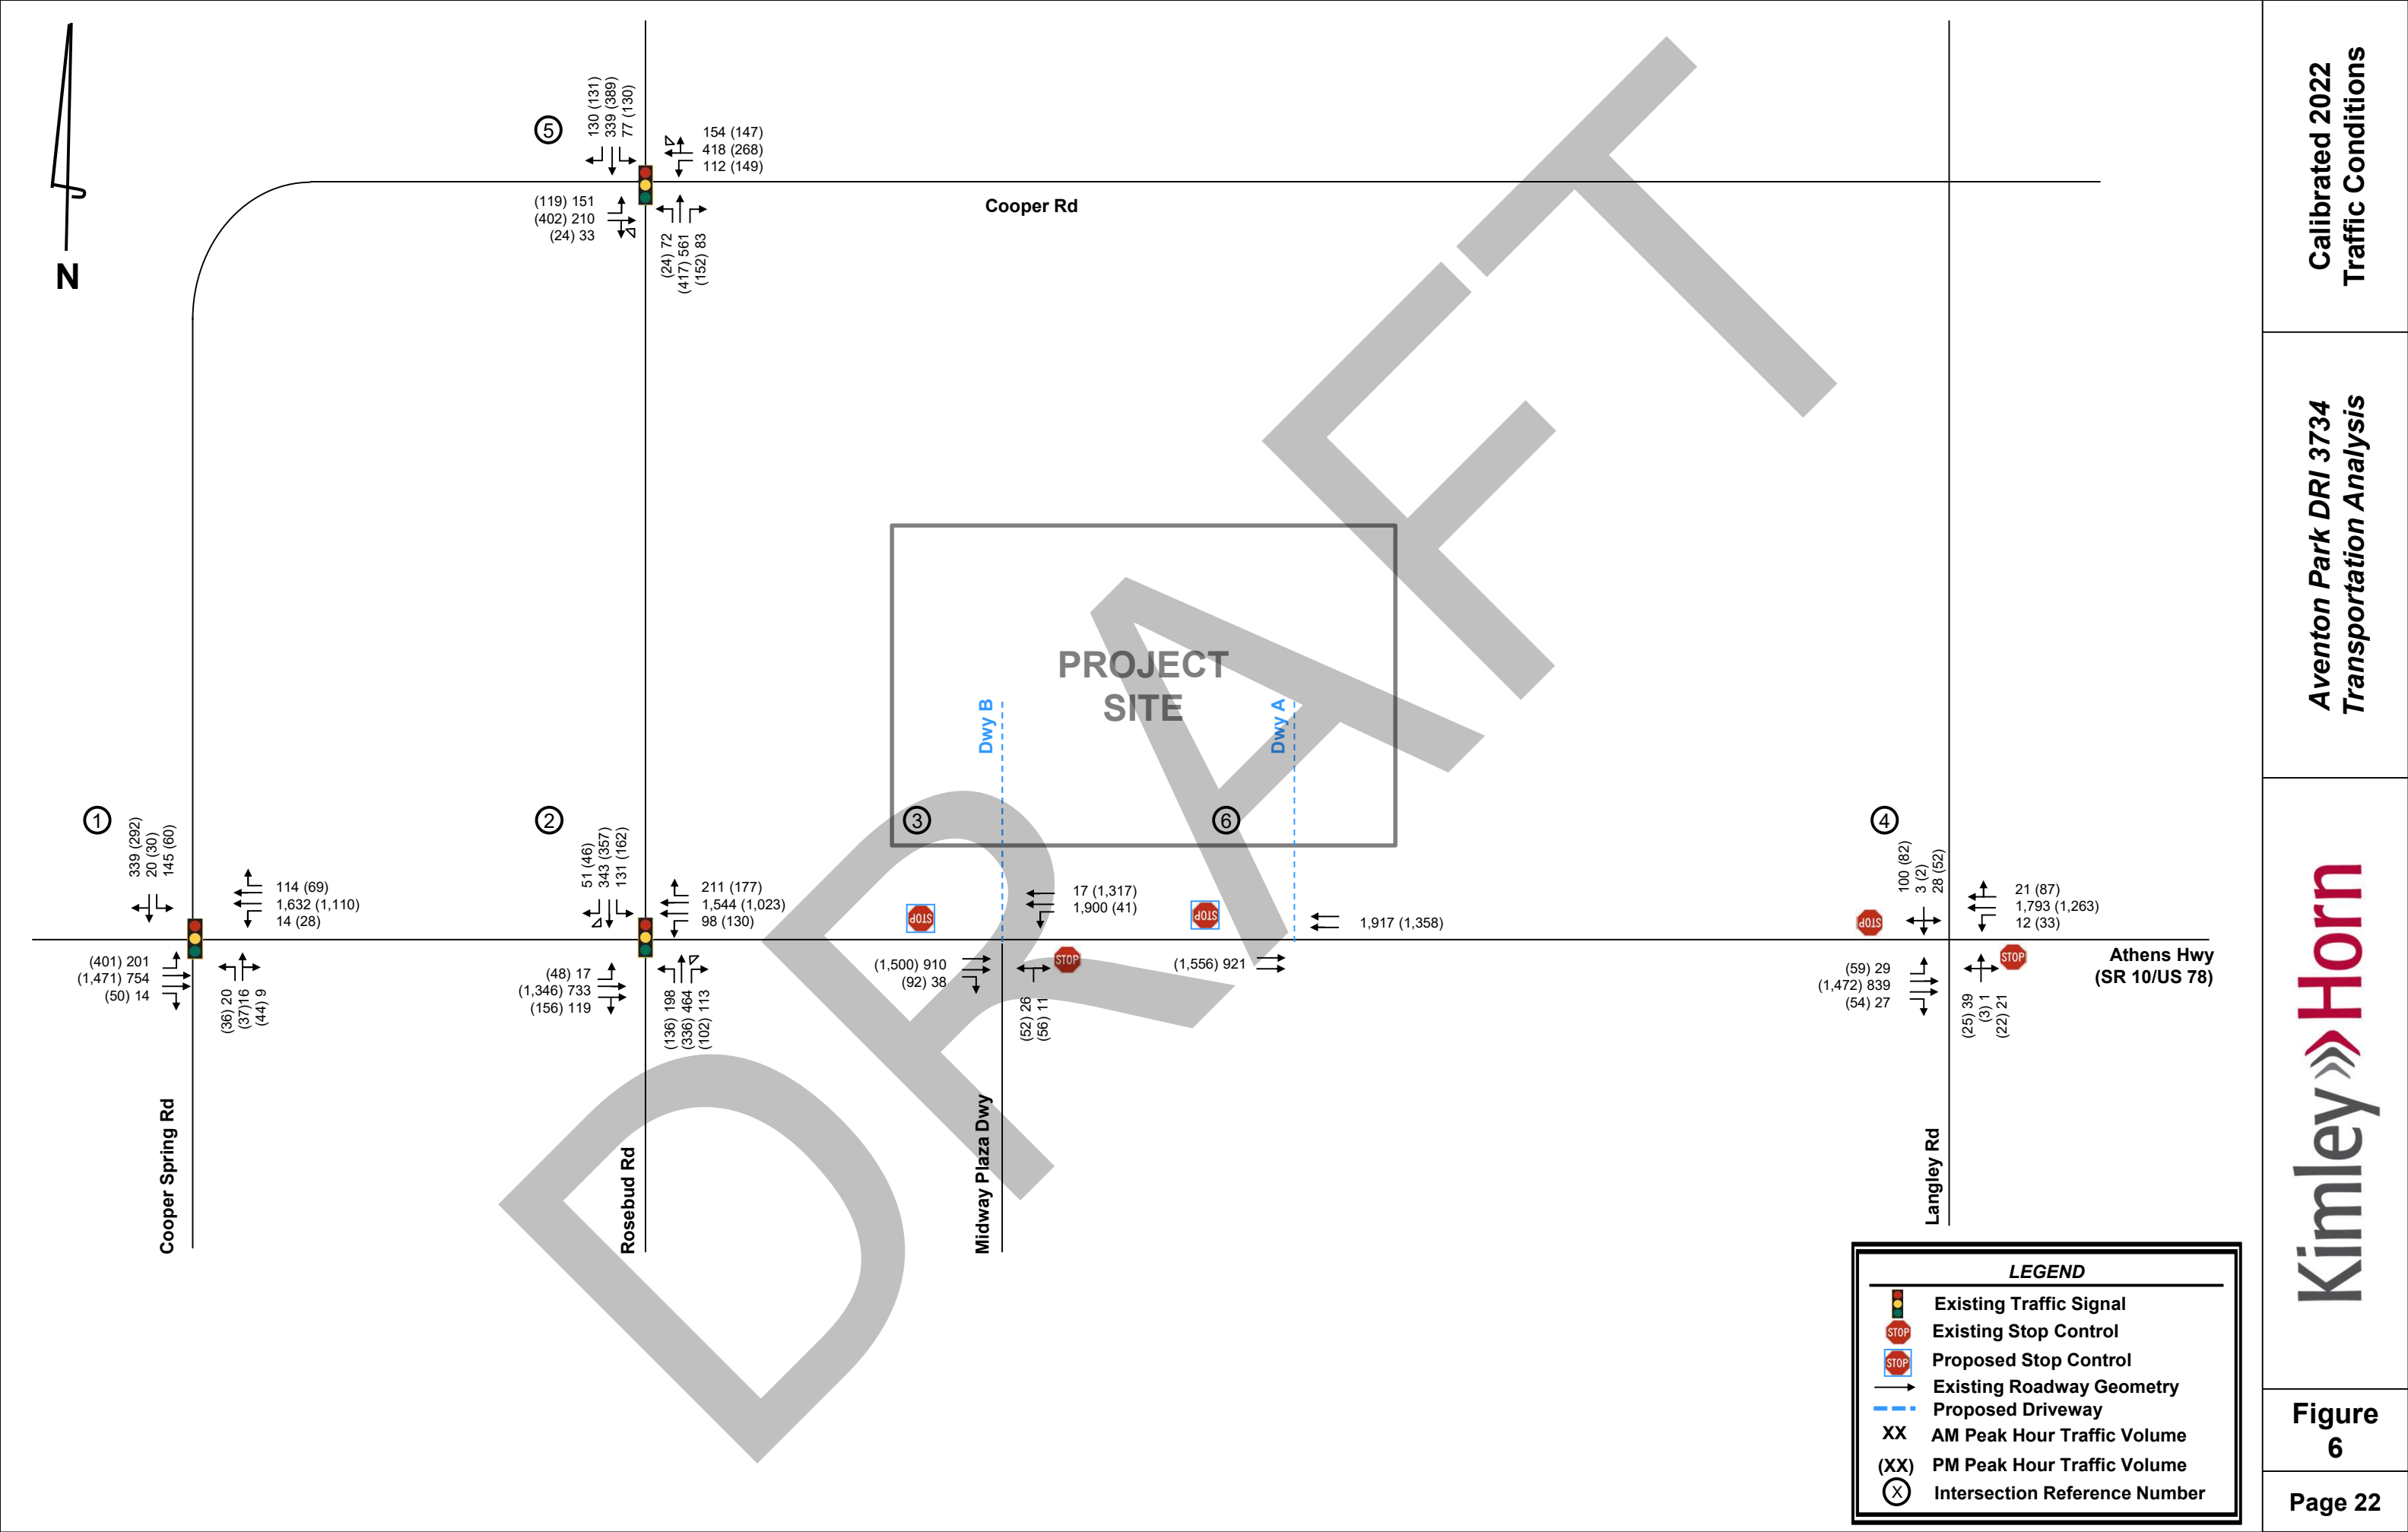 N
5
130 (131)
339 (389)
77 (130)
154 (147)
418 (268)
112 (149)
(119) 151
(402) 210
(24) 33
(24) 72
(417) 561
(152) 83
Cooper Rd
PROJECT
SITE
Dwy B
Dwy A
1
339 (292)
20 (30)
145 (60)
114 (69)
1,632 (1,110)
14 (28)
(401) 201
(1,471) 754
(50) 14
(36) 20
(37)16
(44) 9
2
51 (46)
343 (357)
131 (162)
211 (177)
1,544 (1,023)
98 (130)
(48) 17
(1,346) 733
(156) 119
(136) 198
(336) 464
(102) 113
3
STOP
17 (1,317)
1,900 (41)
(1,500) 910
(92) 38
STOP
(52) 26
(56) 11
6
STOP
1,917 (1,358)
(1,556) 921
4
100 (82)
3 (2)
28 (52)
STOP
21 (87)
1,793 (1,263)
12 (33)
STOP
(59) 29
(1,472) 839
(54) 27
(25) 39
(3) 1
(22) 21
Athens Hwy
(SR 10/US 78)
Cooper Spring Rd
Rosebud Rd
Midway Plaza Dwy
Langley Rd
DRAFT
LEGEND
Existing Traffic Signal
STOP Existing Stop Control
STOP Proposed Stop Control
Existing Roadway Geometry
Proposed Driveway
XX AM Peak Hour Traffic Volume
(XX) PM Peak Hour Traffic Volume
X Intersection Reference Number
Calibrated 2022
Traffic Conditions
Aventon Park DRI 3734
Transportation Analysis
Kimley»Horn
Figure
6
Page 22